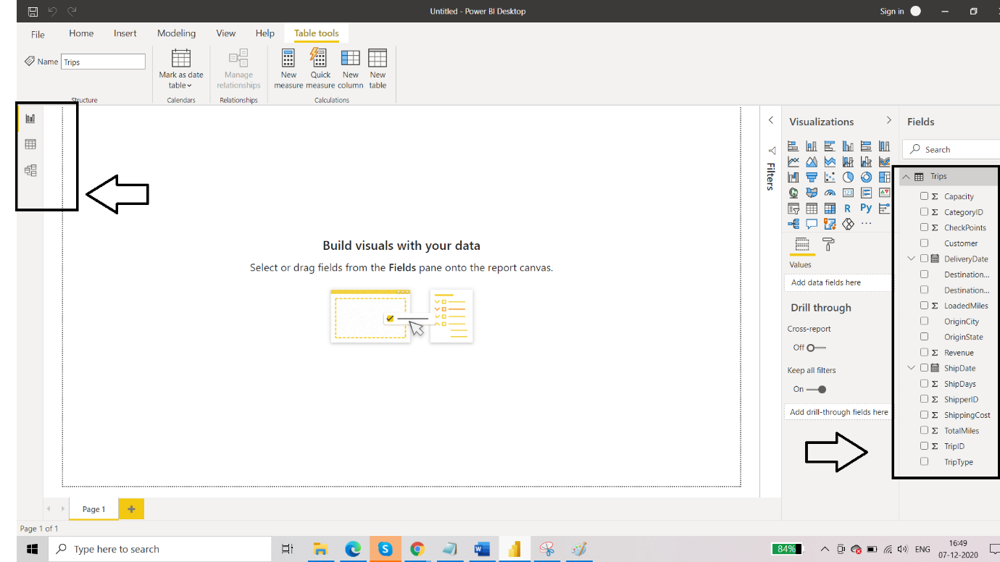 Untitled - Power BI Desktop
Sign in
File Home Insert Modeling View Help Table tools
Name Trips
Mark as date table
Manage relationships
New measure
Quick measure
New column
New table
Structure
Calendars
Relationships
Calculations
Build visuals with your data
Select or drag fields from the Fields pane onto the report canvas.
Filters
Visualizations
123
R
Py
Values
Add data fields here
Drill through
Cross-report
Off
Keep all filters
On
Add drill-through fields here
Fields
Search
Trips
Σ Capacity
Σ CategoryID
Σ CheckPoints
Customer
DeliveryDate
Destination...
Destination...
Σ LoadedMiles
OriginCity
OriginState
Σ Revenue
ShipDate
Σ ShipDays
Σ ShipperID
Σ ShippingCost
Σ TotalMiles
Σ TripID
TripType
Page 1
Page 1 of 1
Type here to search
84%
ENG
16:49
07-12-2020